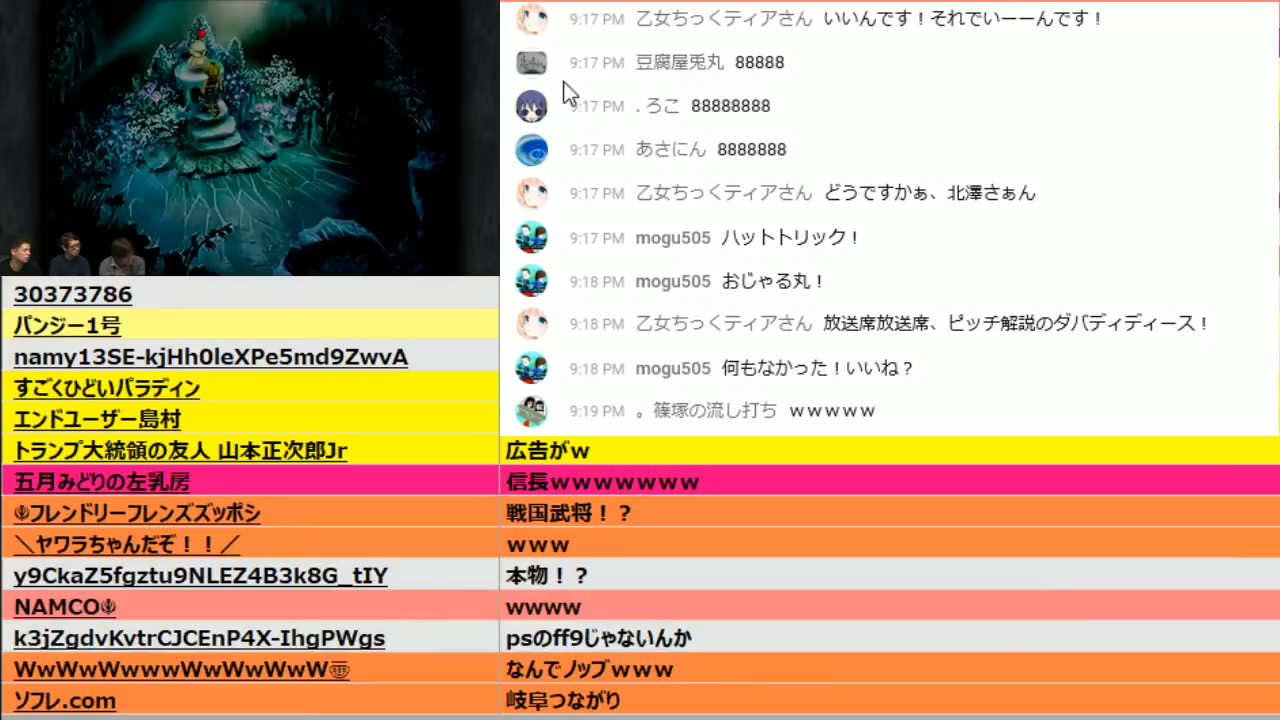 9:17 PM 乙女ちっくティアさん いいんです！それでいーーんです！
9:17 PM 豆腐屋兎丸 88888
9:17 PM . ろこ 88888888
9:17 PM あさにん 8888888
9:17 PM 乙女ちっくティアさん どうですかぁ、北澤さぁん
9:17 PM mogu505 ハットトリック！
9:18 PM mogu505 おじゃる丸！
9:18 PM 乙女ちっくティアさん 放送席放送席、ピッチ解説のダバディディース！
9:18 PM mogu505 何もなかった！いいね？
9:19 PM 。篠塚の流し打ち ｗｗｗｗｗ
30373786
パンジー1号
namy13SE-kjHh0leXPe5md9ZwvA
すごくひどいパラディン
エンドユーザー島村
トランプ大統領の友人 山本正次郎Jr 広告がｗ
五月みどりの左乳房 信長ｗｗｗｗｗｗｗ
☬フレンドリーフレンズズッポシ 戦国武将！？
＼ヤワラちゃんだぞ！！／ ｗｗｗ
y9CkaZ5fgztu9NLEZ4B3k8G_tIY 本物！？
NAMCO☬ wwww
k3jZgdvKvtrCJCEnP4X-IhgPWgs psのff9じゃないんか
WwWwWwwwWwWwWwW なんでノッブｗｗｗ
ソフレ.com 岐阜つながり